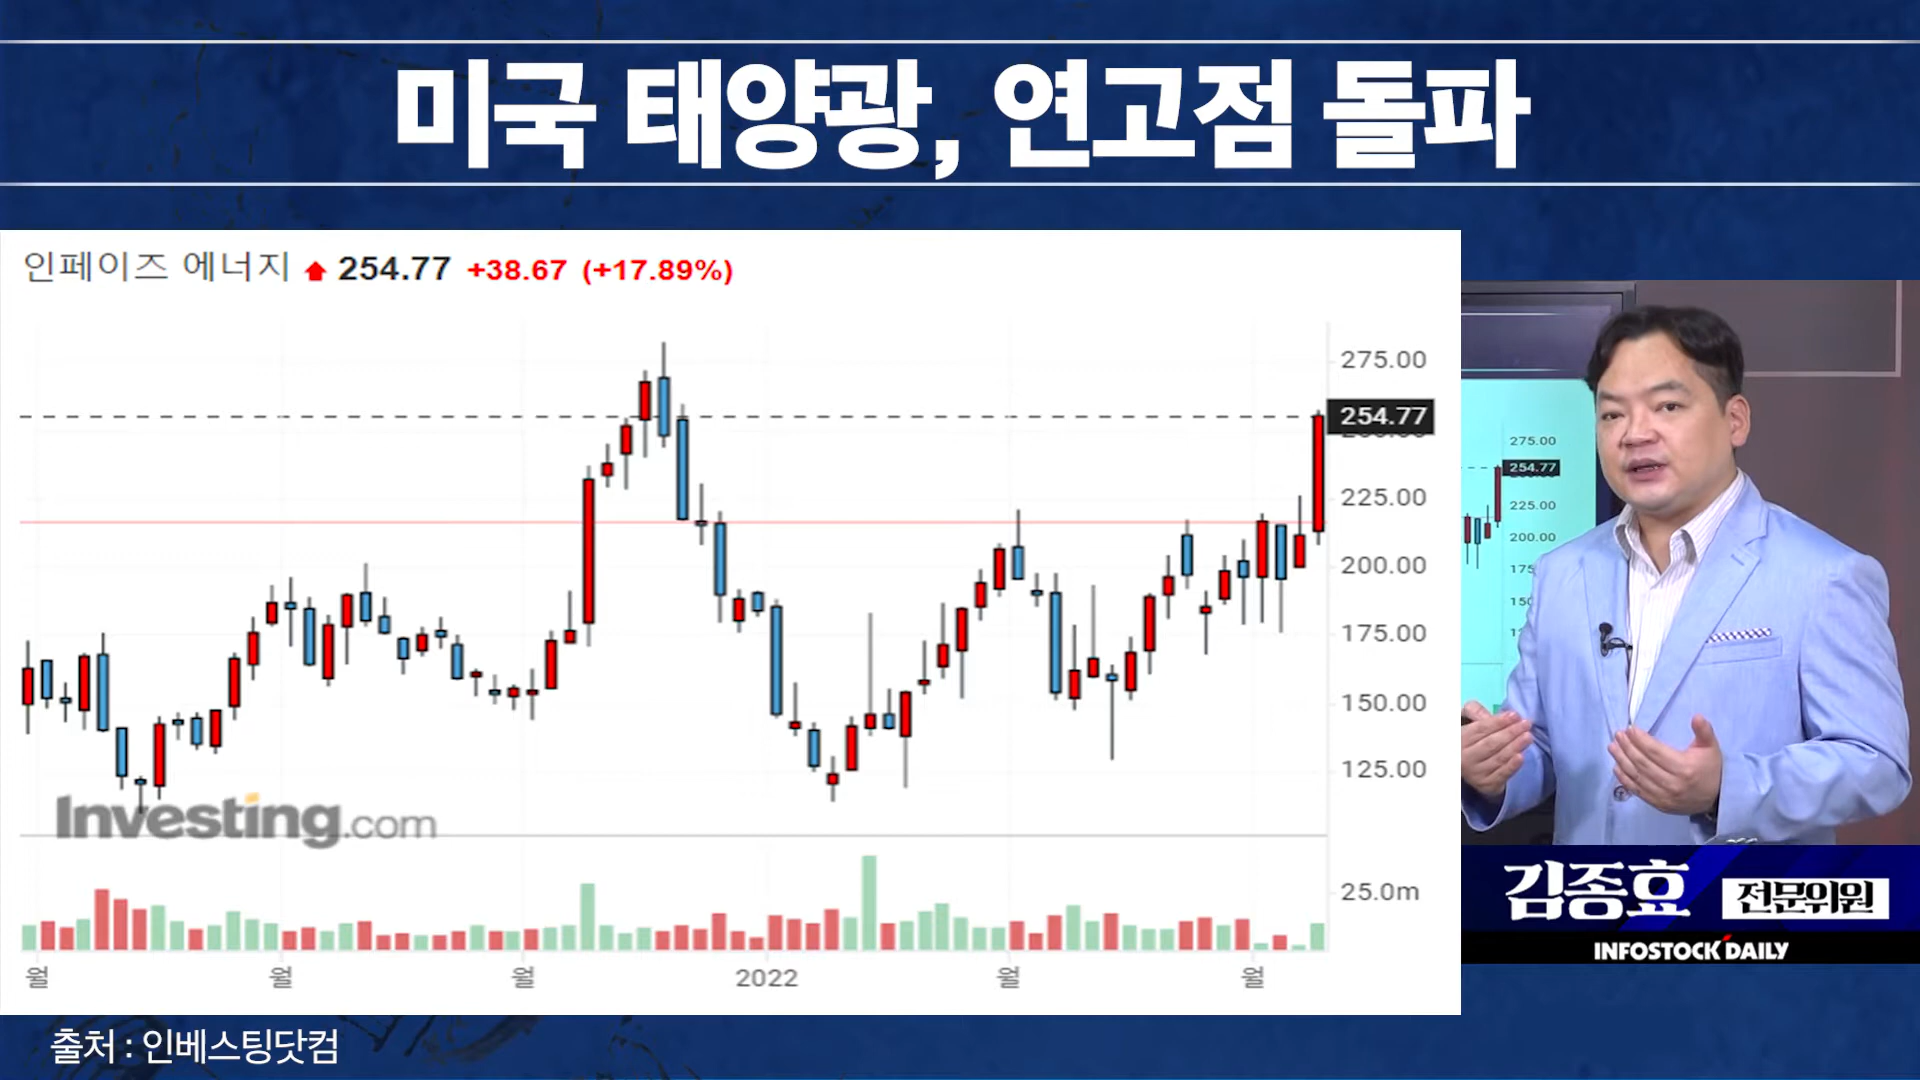 미국 태양광, 연고점 돌파
인페이즈 에너지 254.77 +38.67 (+17.89%)
275.00
254.77
225.00
200.00
175.00
150.00
125.00
25.0m
Investing.com
월 월 월 2022 월 월
출처 : 인베스팅닷컴
275.00
254.77
225.00
200.00
김종효 전문위원
INFOSTOCK DAILY